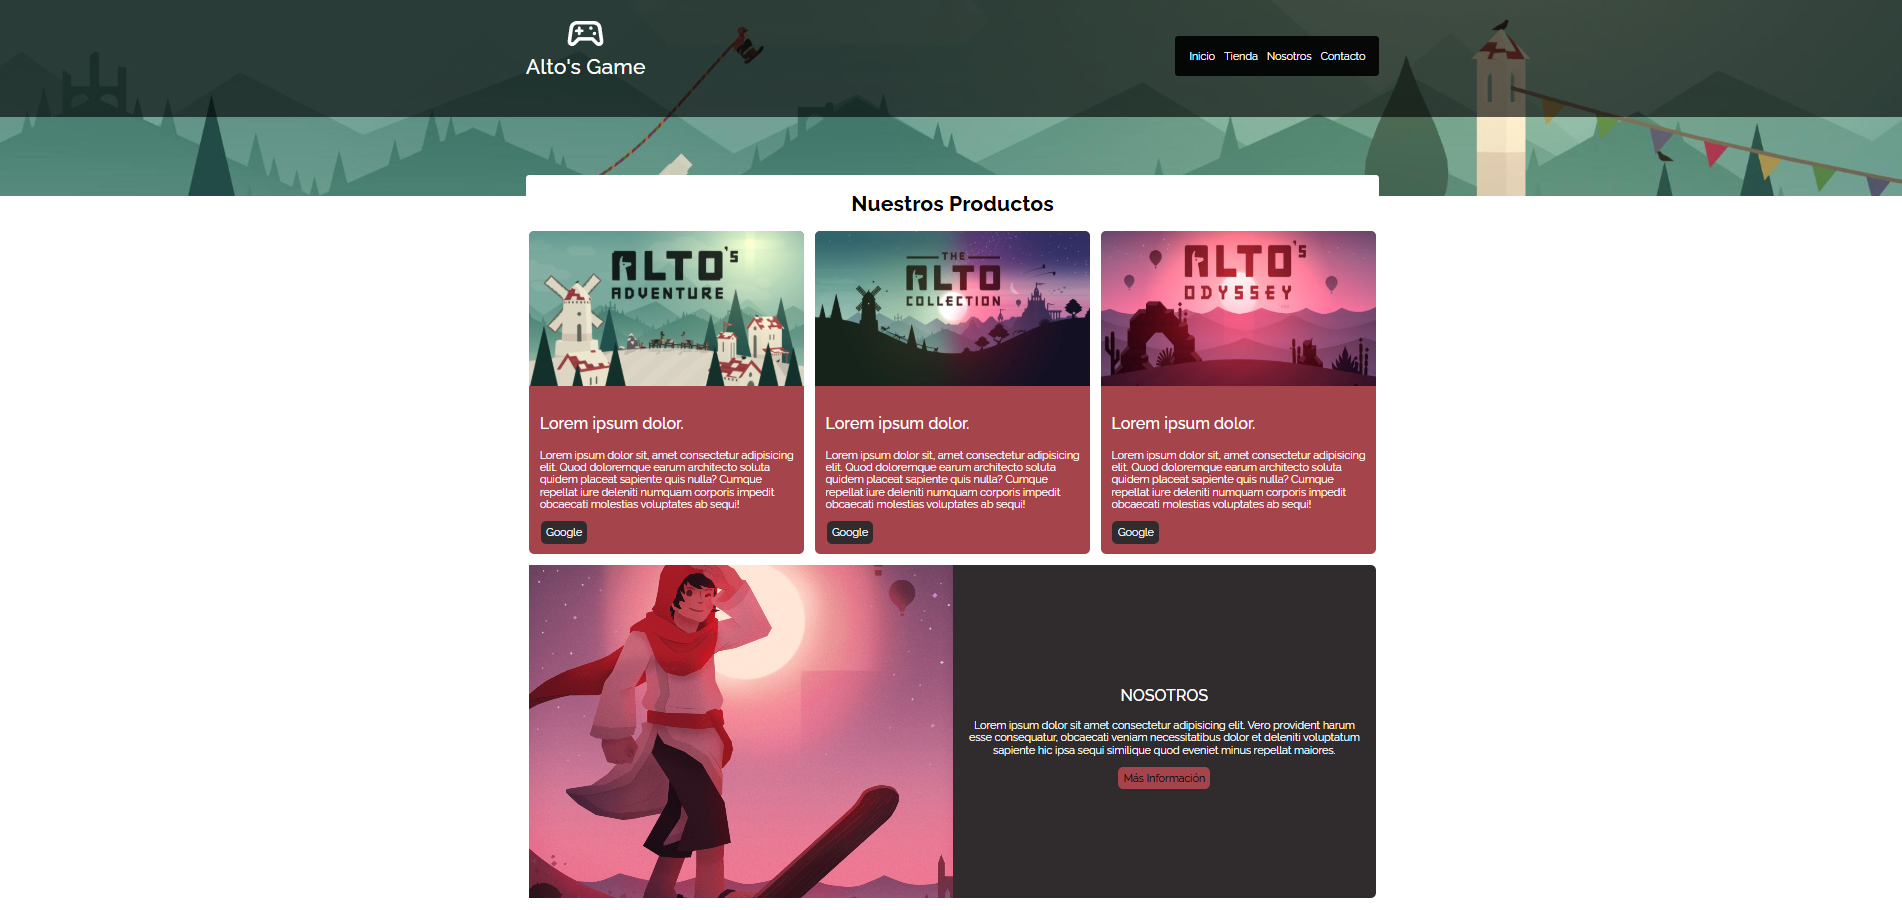 Alto's Game
Inicio Tienda Nosotros Contacto
Nuestros Productos
ALTO's
ADVENTURE
Lorem ipsum dolor.
Lorem ipsum dolor sit, amet consectetur adipisicing
elit. Quod doloremque earum architecto soluta
quidem placeat sapiente quis nulla? Cumque
repellat iure deleniti numquam corporis impedit
obcaecati molestias voluptates ab sequi!
Google
THE
ALTO
COLLECTION
Lorem ipsum dolor.
Lorem ipsum dolor sit, amet consectetur adipisicing
elit. Quod doloremque earum architecto soluta
quidem placeat sapiente quis nulla? Cumque
repellat iure deleniti numquam corporis impedit
obcaecati molestias voluptates ab sequi!
Google
ALTO's
ODYSSEY
Lorem ipsum dolor.
Lorem ipsum dolor sit, amet consectetur adipisicing
elit. Quod doloremque earum architecto soluta
quidem placeat sapiente quis nulla? Cumque
repellat iure deleniti numquam corporis impedit
obcaecati molestias voluptates ab sequi!
Google
NOSOTROS
Lorem ipsum dolor sit amet consectetur adipisicing elit. Vero provident harum
esse consequatur, obcaecati veniam necessitatibus dolor et deleniti voluptatum
sapiente hic ipsa sequi similique quod eveniet minus repellat maiores.
Más Información